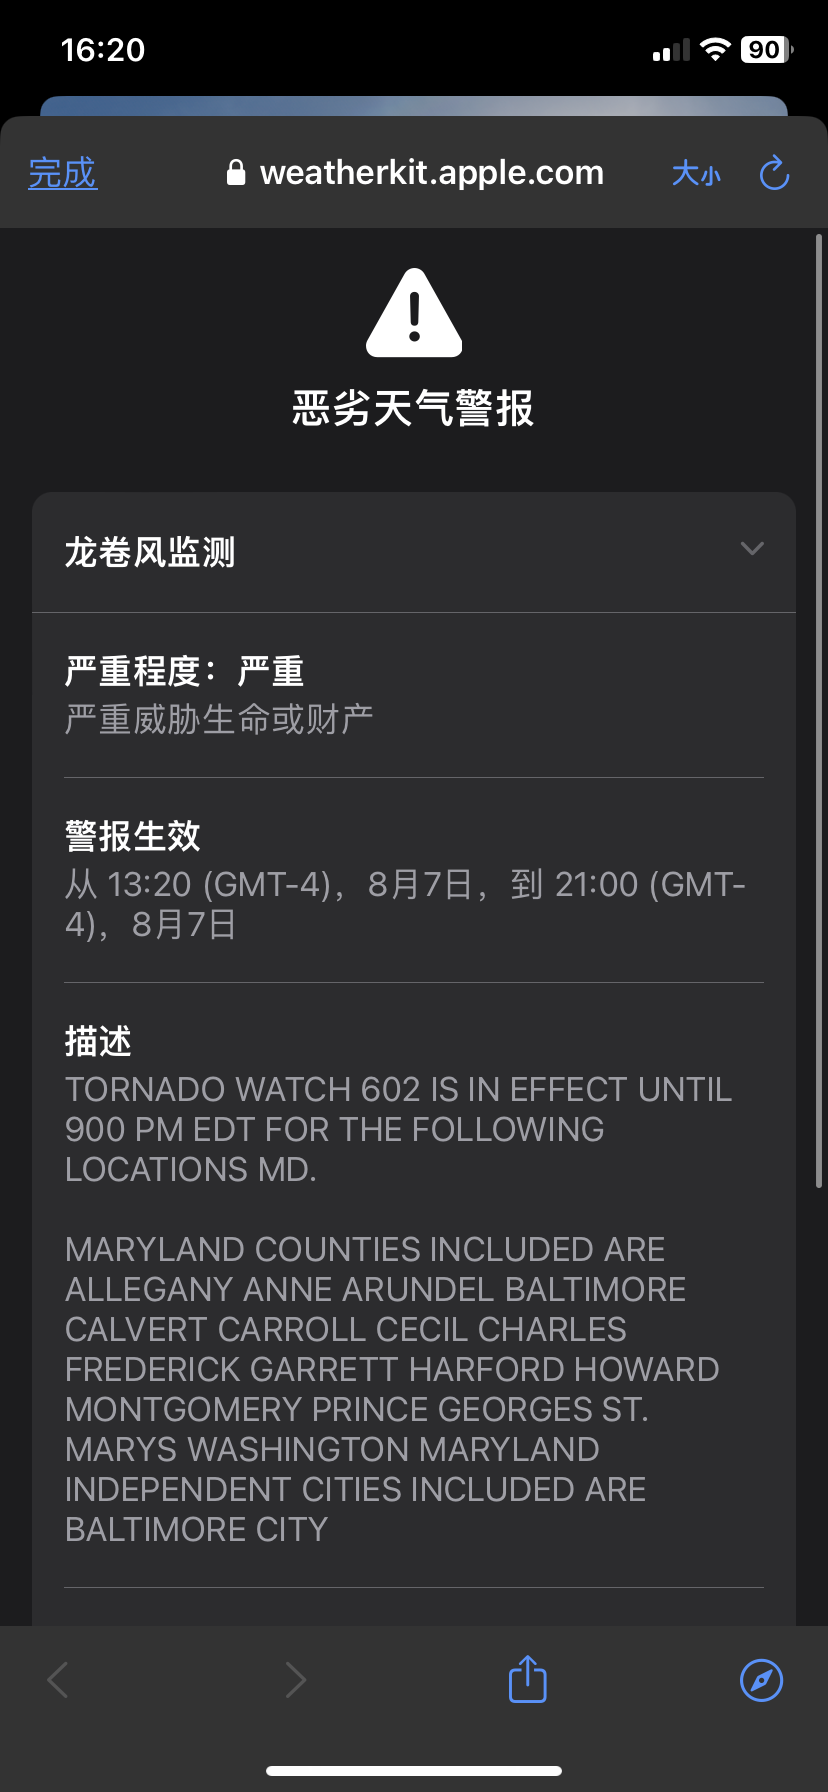 16:20
90
完成
weatherkit.apple.com
大小
恶劣天气警报
龙卷风监测
严重程度：严重
严重威胁生命或财产
警报生效
从 13:20 (GMT-4)，8月7日，到 21:00 (GMT-
4)，8月7日
描述
TORNADO WATCH 602 IS IN EFFECT UNTIL
900 PM EDT FOR THE FOLLOWING
LOCATIONS MD.
MARYLAND COUNTIES INCLUDED ARE
ALLEGANY ANNE ARUNDEL BALTIMORE
CALVERT CARROLL CECIL CHARLES
FREDERICK GARRETT HARFORD HOWARD
MONTGOMERY PRINCE GEORGES ST.
MARYS WASHINGTON MARYLAND
INDEPENDENT CITIES INCLUDED ARE
BALTIMORE CITY